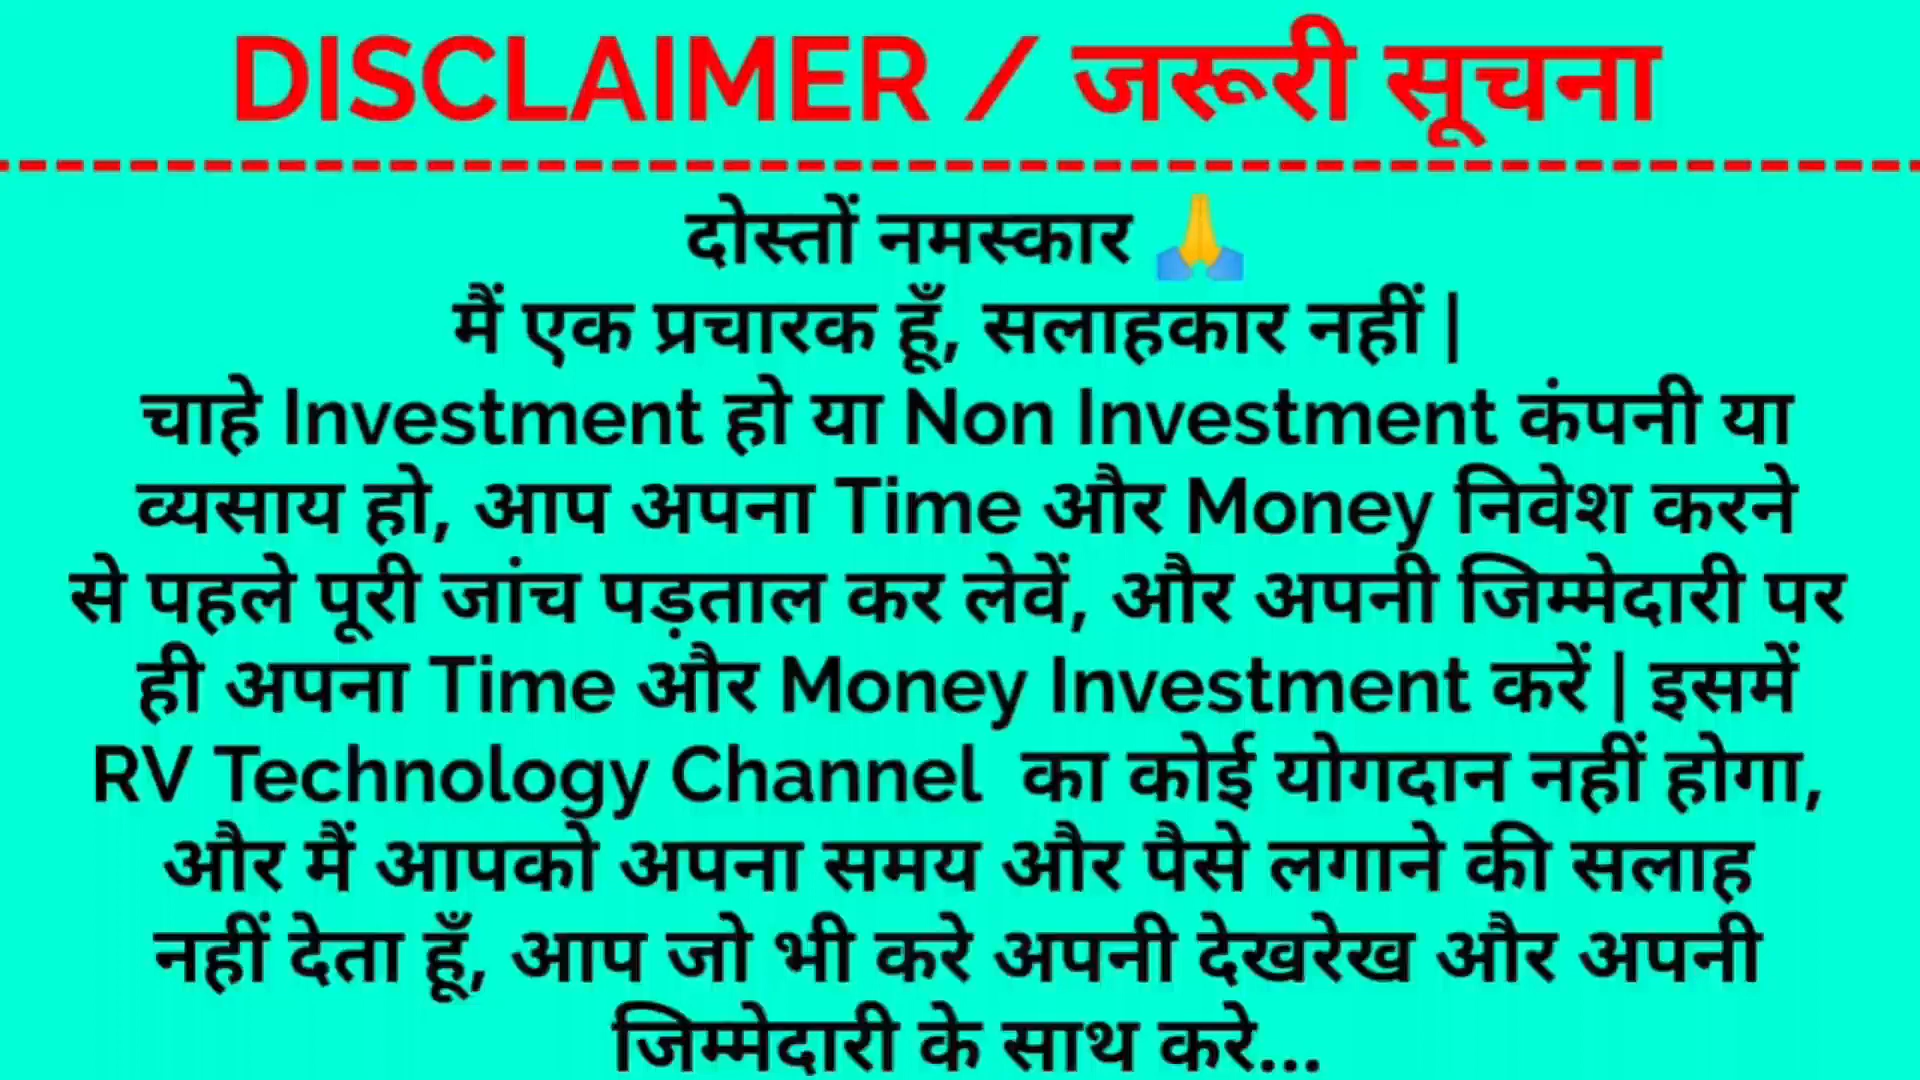 DISCLAIMER / जरूरी सूचना
दोस्तों नमस्कार 🙏
मैं एक प्रचारक हूँ, सलाहकार नहीं |
चाहे Investment हो या Non Investment कंपनी या
व्यसाय हो, आप अपना Time और Money निवेश करने
से पहले पूरी जांच पड़ताल कर लेवें, और अपनी जिम्मेदारी पर
ही अपना Time और Money Investment करें | इसमें
RV Technology Channel का कोई योगदान नहीं होगा,
और मैं आपको अपना समय और पैसे लगाने की सलाह
नहीं देता हूँ, आप जो भी करे अपनी देखरेख और अपनी
जिम्मेदारी के साथ करे...